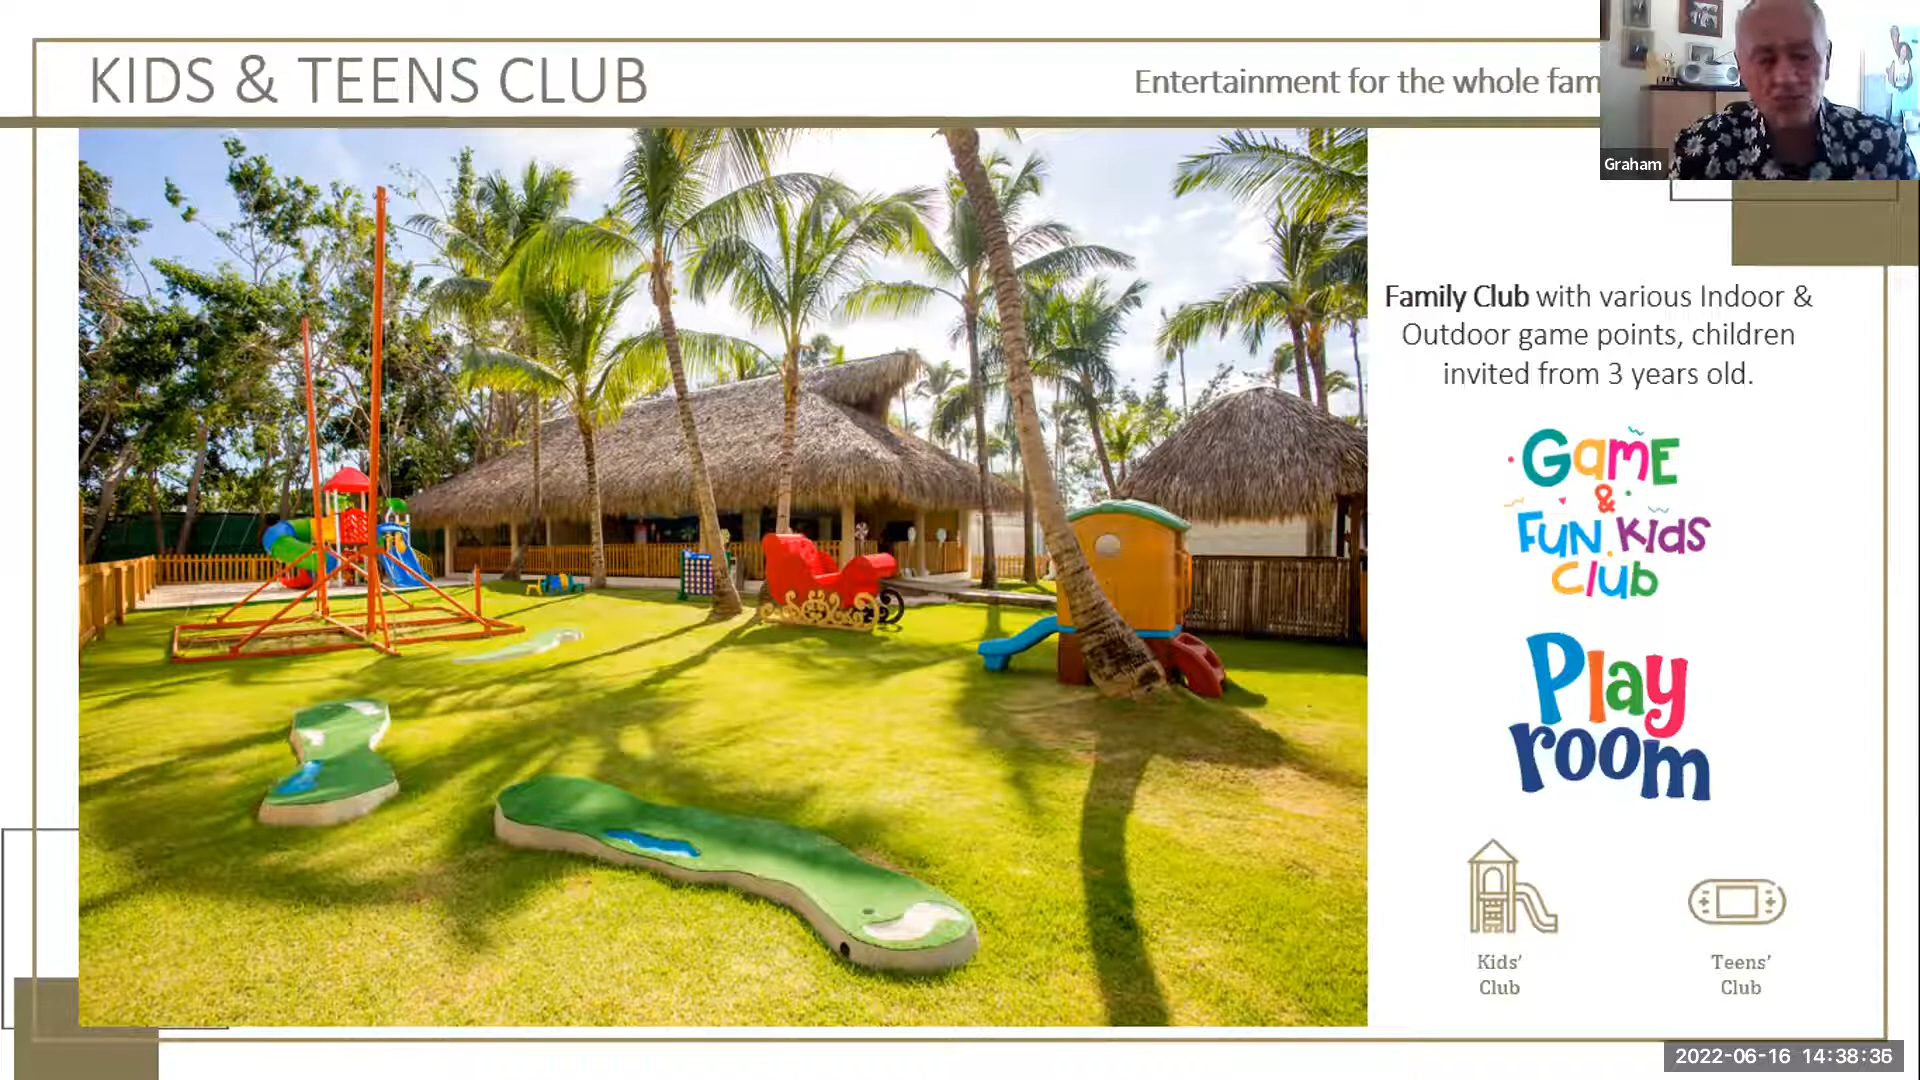 KIDS & TEENS CLUB
Entertainment for the whole fam
Graham
Family Club with various Indoor &
Outdoor game points, children
invited from 3 years old.
Game
&
Fun Kids
Club
Play
room
Kids'
Club
Teens'
Club
2022-06-16 14:38:36